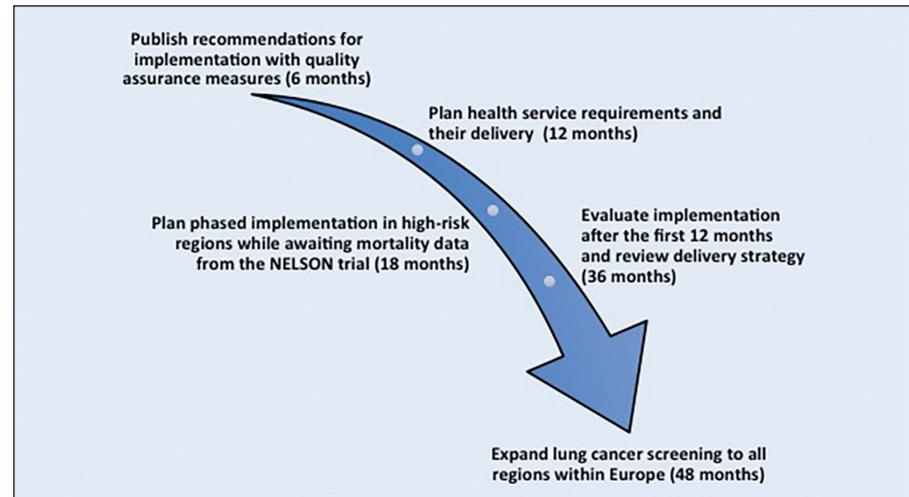 Publish recommendations for
implementation with quality
assurance measures (6 months)
Plan health service requirements and
their delivery (12 months)
Plan phased implementation in high-risk
regions while awaiting mortality data
from the NELSON trial (18 months)
Evaluate implementation
after the first 12 months
and review delivery strategy
(36 months)
Expand lung cancer screening to all
regions within Europe (48 months)